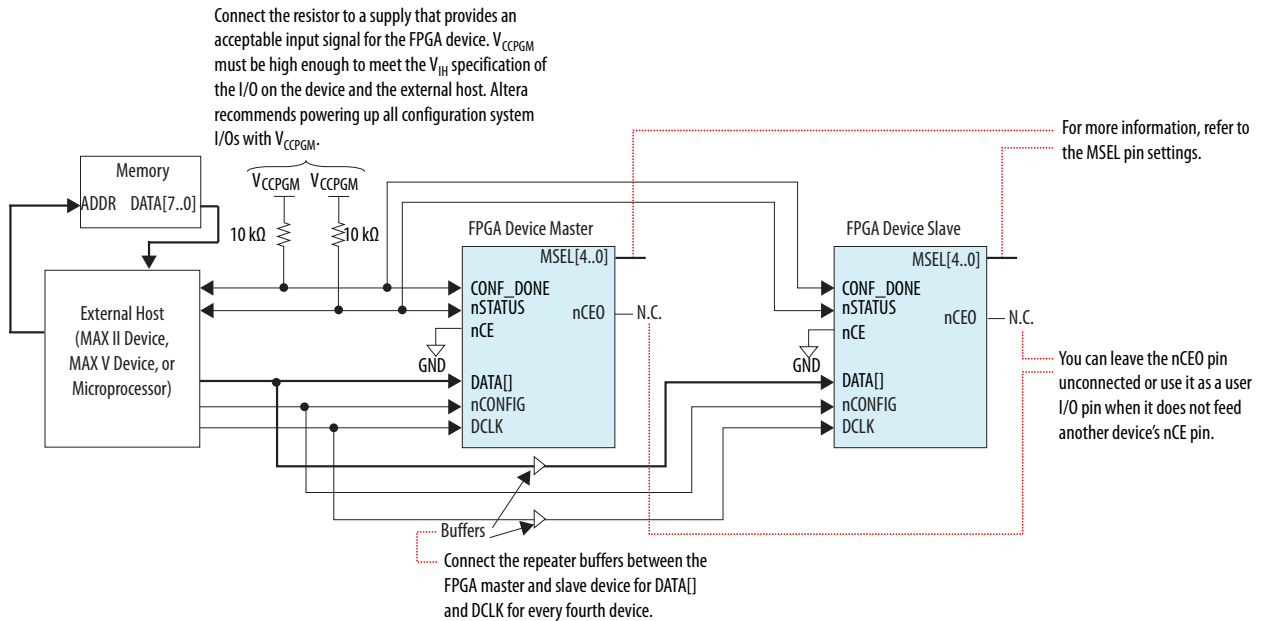 Connect the resistor to a supply that provides an
acceptable input signal for the FPGA device. VCCPGM
must be high enough to meet the VIH specification of
the I/O on the device and the external host. Altera
recommends powering up all configuration system
I/Os with VCCPGM.
For more information, refer to
the MSEL pin settings.
Memory
ADDR DATA[7..0]
VCCPGM VCCPGM
10 kΩ
10 kΩ
External Host
(MAX II Device,
MAX V Device, or
Microprocessor)
FPGA Device Master
MSEL[4..0]
CONF_DONE
nSTATUS
nCE
nCEO
N.C.
GND
DATA[]
nCONFIG
DCLK
FPGA Device Slave
MSEL[4..0]
CONF_DONE
nSTATUS
nCE
nCEO
N.C.
GND
DATA[]
nCONFIG
DCLK
You can leave the nCEO pin
unconnected or use it as a user
I/O pin when it does not feed
another device's nCE pin.
Buffers
Connect the repeater buffers between the
FPGA master and slave device for DATA[]
and DCLK for every fourth device.